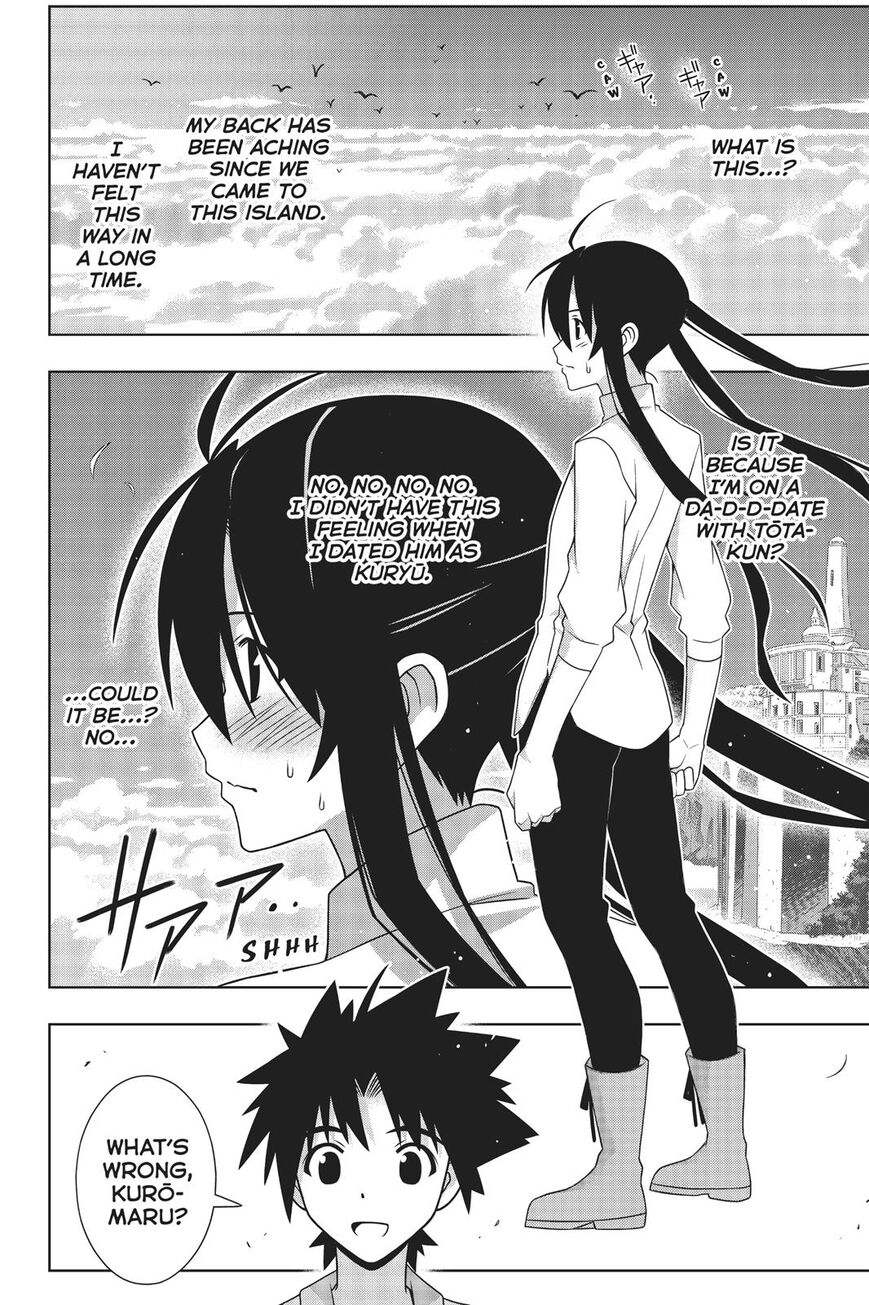 CAW
ギャア
CAW
ギャア..
WHAT IS
THIS...?
MY BACK HAS
BEEN ACHING
SINCE WE
CAME TO
THIS ISLAND.
I
HAVEN'T
FELT
THIS
WAY IN
A LONG
TIME.
IS IT
BECAUSE
I'M ON A
DA-D-D-DATE
WITH TŌTA-
KUN?
NO, NO, NO, NO.
I DIDN'T HAVE THIS
FEELING WHEN
I DATED HIM AS
KURYŪ.
...COULD
IT BE...?
NO...
サァァァ..
SHHH
WHAT'S
WRONG,
KURŌ-
MARU?